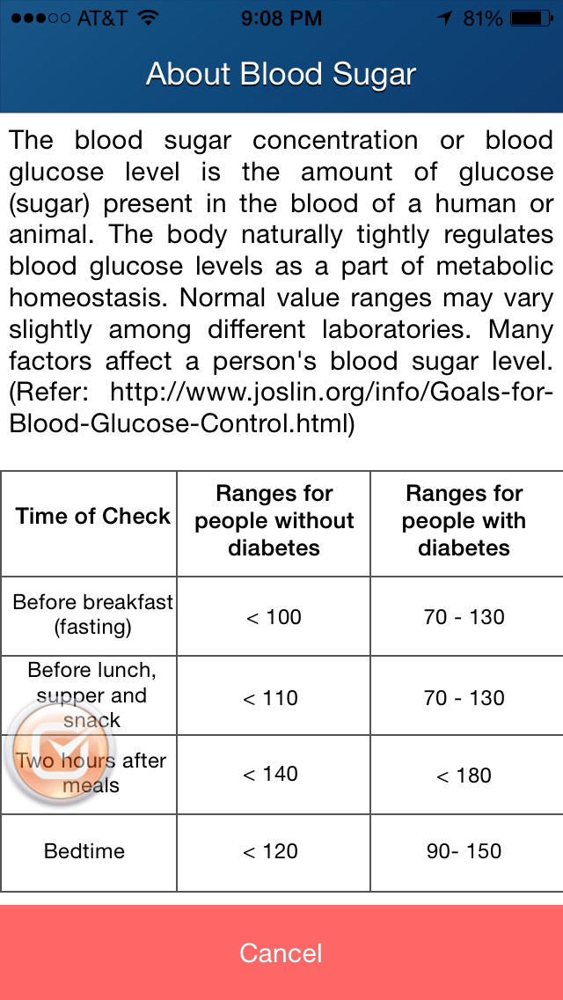 AT&T 9:08 PM 81%
About Blood Sugar
The blood sugar concentration or blood
glucose level is the amount of glucose
(sugar) present in the blood of a human or
animal. The body naturally tightly regulates
blood glucose levels as a part of metabolic
homeostasis. Normal value ranges may vary
slightly among different laboratories. Many
factors affect a person's blood sugar level.
(Refer: http://www.joslin.org/info/Goals-for-
Blood-Glucose-Control.html)
Time of Check
Ranges for
people without
diabetes
Ranges for
people with
diabetes
Before breakfast
(fasting)
< 100
70 - 130
Before lunch,
supper and
snack
< 110
70 - 130
Two hours after
meals
< 140
< 180
Bedtime
< 120
90- 150
Cancel